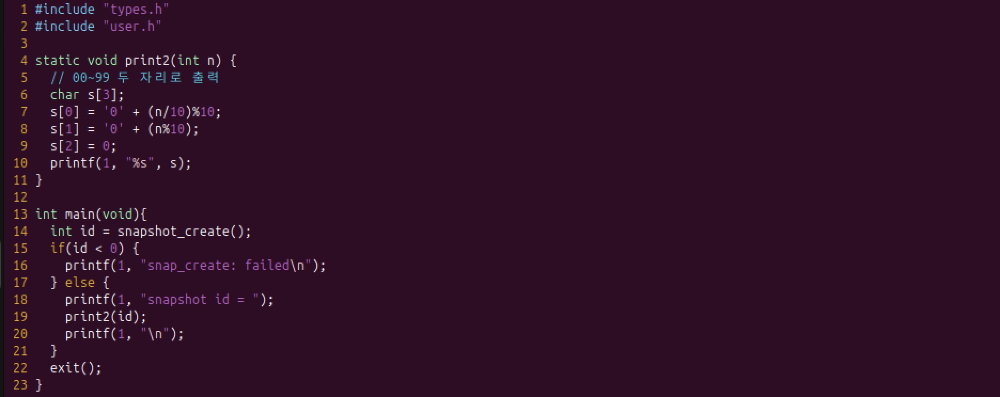 1 #include "types.h"
2 #include "user.h"
3
4 static void print2(int n) {
5   // 00~99 두 자리로 출력
6   char s[3];
7   s[0] = '0' + (n/10)%10;
8   s[1] = '0' + (n%10);
9   s[2] = 0;
10   printf(1, "%s", s);
11 }
12
13 int main(void){
14   int id = snapshot_create();
15   if(id < 0) {
16     printf(1, "snap_create: failed\n");
17   } else {
18     printf(1, "snapshot id = ");
19     print2(id);
20     printf(1, "\n");
21   }
22   exit();
23 }